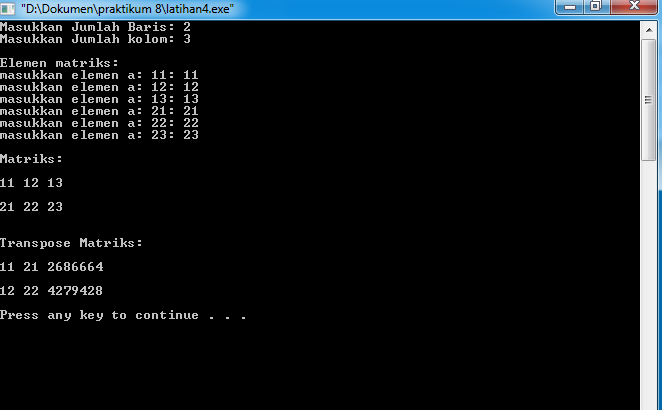 "D:\Dokumen\praktikum 8\latihan4.exe"
Masukkan Jumlah Baris: 2
Masukkan Jumlah kolom: 3
Elemen matriks:
masukkan elemen a: 11: 11
masukkan elemen a: 12: 12
masukkan elemen a: 13: 13
masukkan elemen a: 21: 21
masukkan elemen a: 22: 22
masukkan elemen a: 23: 23
Matriks:
11 12 13
21 22 23
Transpose Matriks:
11 21 2686664
12 22 4279428
Press any key to continue . . .